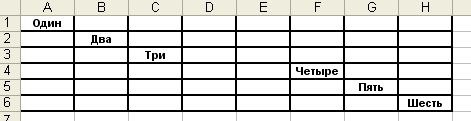 A B C D E F G H
1 Один
2 Два
3 Три
4 Четыре
5 Пять
6 Шесть
7